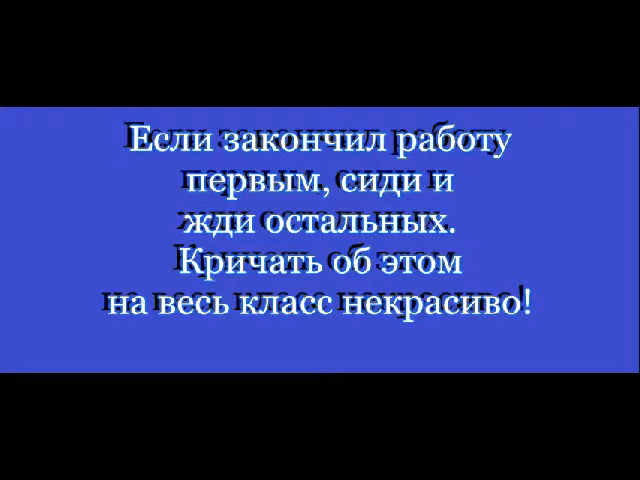 Если закончил работу
первым, сиди и
жди остальных.
Кричать об этом
на весь класс некрасиво!